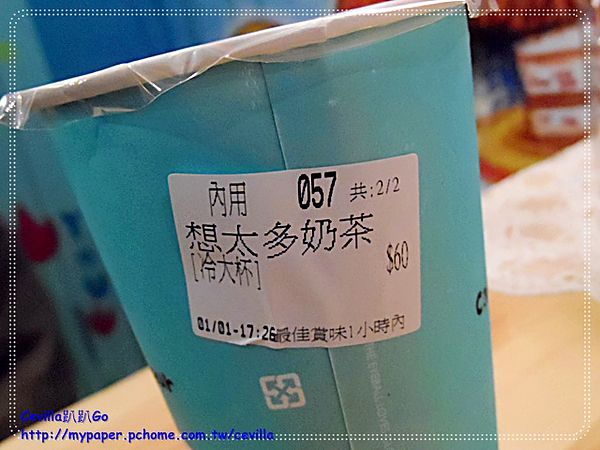 內用 057 共:2/2
想太多奶茶
[冷大杯] $60
01/01-17:26 最佳賞味1小時內
Cevilla趴趴Go
http://mypaper.pchome.com.tw/cevilla